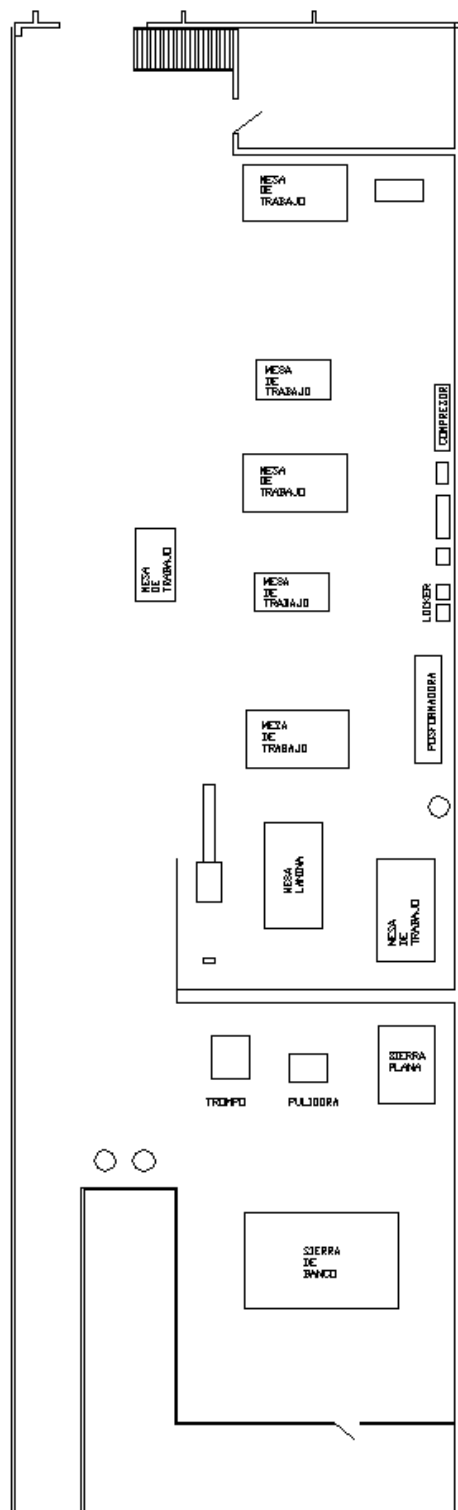 MESA
DE
TRABAJO
MESA
DE
TRABAJO
COMPRESOR
MESA
DE
TRABAJO
MESA
DE
TRABAJO
MESA
DE
TRABAJO
LOCKER
POSFORMADORA
MESA
DE
TRABAJO
MESA
LAMINA
MESA
DE
TRABAJO
SIERRA
PLANA
TROMPO
PULIDORA
SIERRA
DE
BANCO